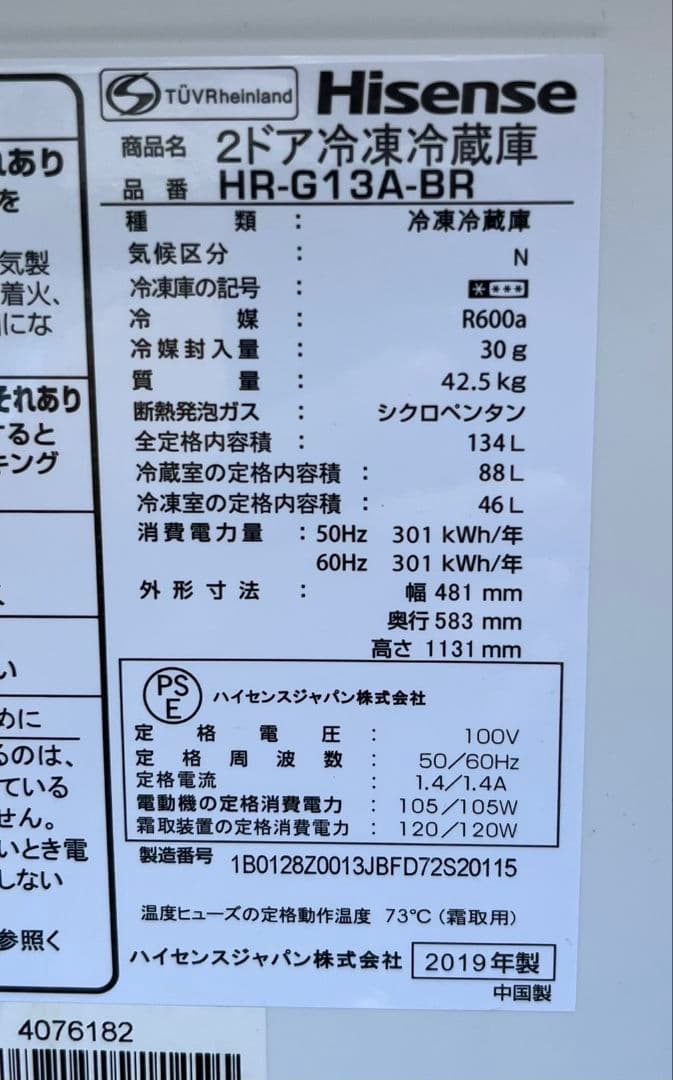 TÜVRheinland Hisense
商品名 2ドア冷凍冷蔵庫
品番 HR-G13A-BR
種類 : 冷凍冷蔵庫
気候区分 : N
冷凍庫の記号 : ****
冷媒 : R600a
冷媒封入量 : 30g
質量 : 42.5kg
断熱発泡ガス : シクロペンタン
全定格内容積 : 134L
冷蔵室の定格内容積 : 88L
冷凍室の定格内容積 : 46L
消費電力量 : 50Hz 301 kWh/年
60Hz 301 kWh/年
外形寸法 : 幅 481 mm
奥行 583 mm
高さ 1131 mm
PSE ハイセンスジャパン株式会社
定格電圧 : 100V
定格周波数 : 50/60Hz
定格電流 : 1.4/1.4A
電動機の定格消費電力 : 105/105W
霜取装置の定格消費電力 : 120/120W
製造番号 1B0128Z0013JBFD72S20115
温度ヒューズの定格動作温度 73℃(霜取用)
ハイセンスジャパン株式会社 2019年製
中国製
れあり
を
気製
着火、
にな
それあり
すると
キング
い
めに
るのは、
ている
せん。
いとき電
しない
参照く
4076182